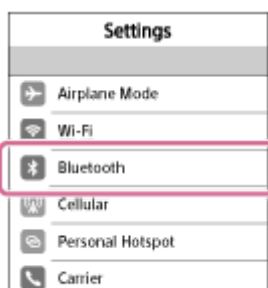 Settings
Airplane Mode
Wi-Fi
Bluetooth
Cellular
Personal Hotspot
Carrier